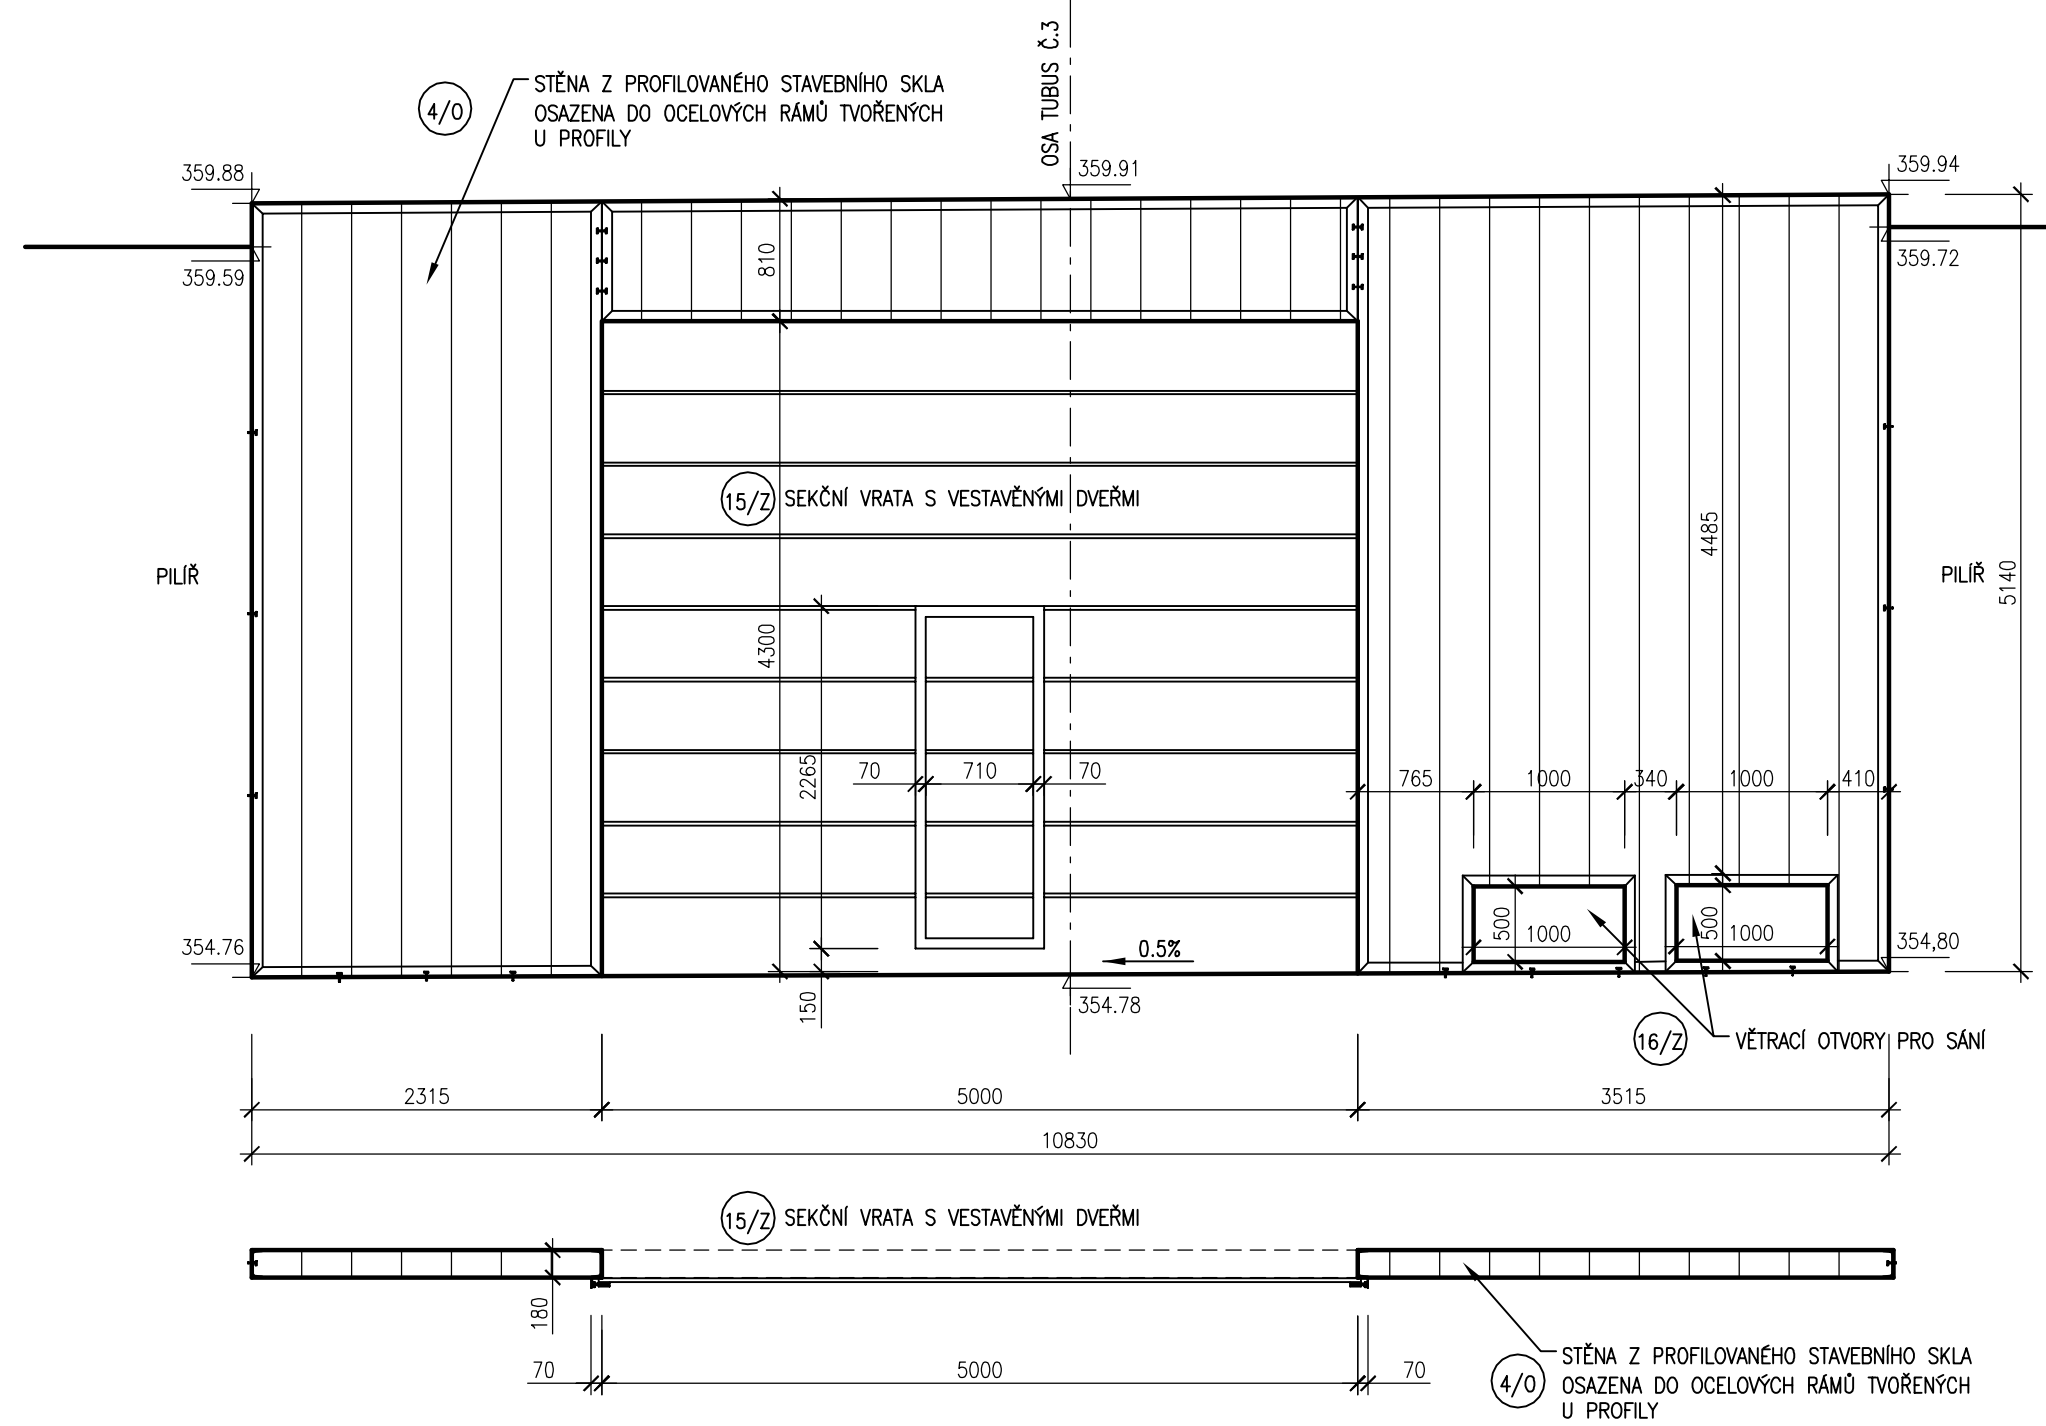 OSA TUBUS Č.3
4/O
STĚNA Z PROFILOVANÉHO STAVEBNÍHO SKLA
OSAZENA DO OCELOVÝCH RÁMŮ TVOŘENÝCH
U PROFILY
359.88
359.91
359.94
359.59
359.72
810
15/Z
SEKČNÍ VRATA S VESTAVĚNÝMI DVEŘMI
4485
PILÍŘ
PILÍŘ
5140
4300
2265
70
710
70
765
1000
340
1000
410
500
1000
500
1000
354.76
0.5%
354,80
150
354.78
16/Z
VĚTRACÍ OTVORY PRO SÁNÍ
2315
5000
3515
10830
15/Z
SEKČNÍ VRATA S VESTAVĚNÝMI DVEŘMI
180
70
5000
70
4/O
STĚNA Z PROFILOVANÉHO STAVEBNÍHO SKLA
OSAZENA DO OCELOVÝCH RÁMŮ TVOŘENÝCH
U PROFILY